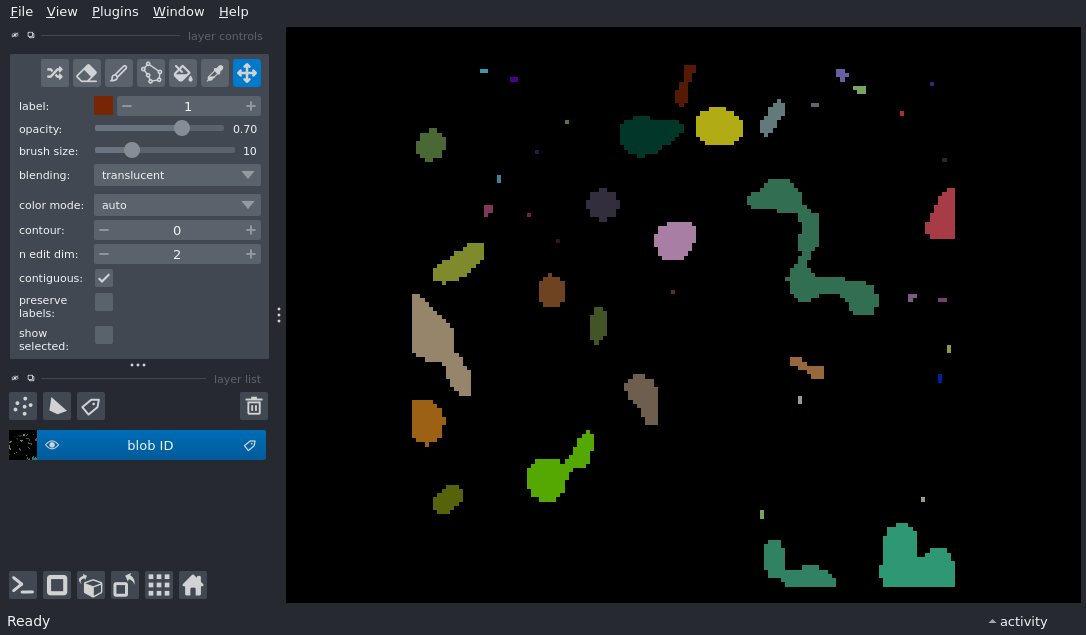 File View Plugins Window Help
layer controls
label: 1
opacity: 0.70
brush size: 10
blending: translucent
color mode: auto
contour: 0
n edit dim: 2
contiguous:
preserve
labels:
show
selected:
layer list
blob ID
Ready
activity